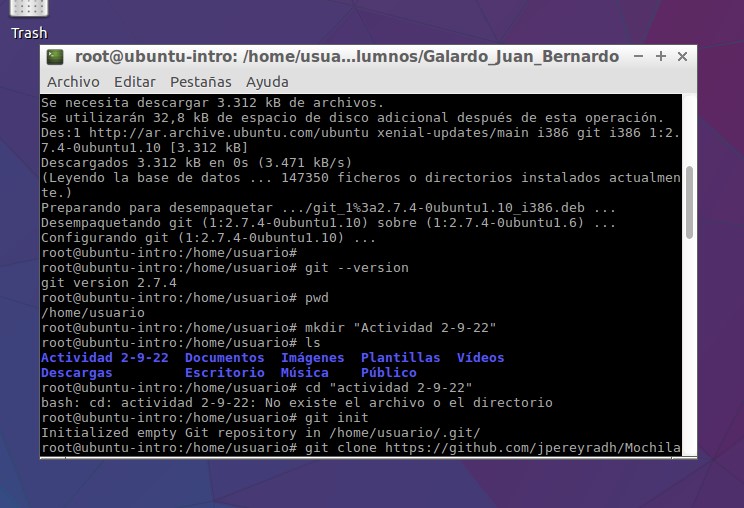 Trash
root@ubuntu-intro: /home/usua...lumnos/Galardo_Juan_Bernardo
Archivo Editar Pestañas Ayuda
Se necesita descargar 3.312 kB de archivos.
Se utilizarán 32,8 kB de espacio de disco adicional después de esta operación.
Des:1 http://ar.archive.ubuntu.com/ubuntu xenial-updates/main i386 git i386 1:2.
7.4-0ubuntu1.10 [3.312 kB]
Descargados 3.312 kB en 0s (3.471 kB/s)
(Leyendo la base de datos ... 147350 ficheros o directorios instalados actualmen
te.)
Preparando para desempaquetar .../git_1%3a2.7.4-0ubuntu1.10_i386.deb ...
Desempaquetando git (1:2.7.4-0ubuntu1.10) sobre (1:2.7.4-0ubuntu1.6) ...
Configurando git (1:2.7.4-0ubuntu1.10) ...
root@ubuntu-intro:/home/usuario#
root@ubuntu-intro:/home/usuario# git --version
git version 2.7.4
root@ubuntu-intro:/home/usuario# pwd
/home/usuario
root@ubuntu-intro:/home/usuario# mkdir "Actividad 2-9-22"
root@ubuntu-intro:/home/usuario# ls
Actividad 2-9-22 Documentos Imágenes Plantillas Vídeos
Descargas Escritorio Música Público
root@ubuntu-intro:/home/usuario# cd "actividad 2-9-22"
bash: cd: actividad 2-9-22: No existe el archivo o el directorio
root@ubuntu-intro:/home/usuario# git init
Initialized empty Git repository in /home/usuario/.git/
root@ubuntu-intro:/home/usuario# git clone https://github.com/jpereyradh/Mochila